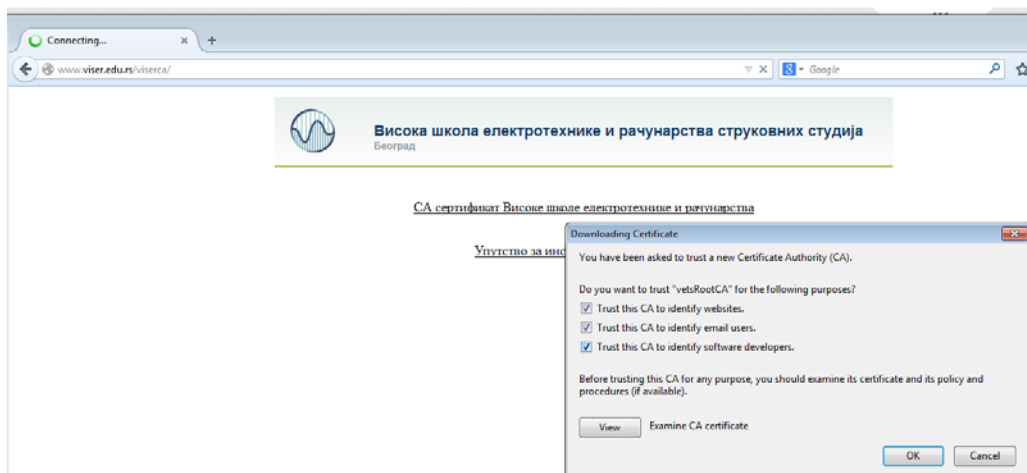 Connecting...
www.viser.edu.rs/viserca/
Google
Висока школа електротехнике и рачунарства струковних студија
Београд
СА сертификат Високе школе електротехнике и рачунарства
Упутство за инс
Downloading Certificate
You have been asked to trust a new Certificate Authority (CA).
Do you want to trust "vetsRootCA" for the following purposes?
Trust this CA to identify websites.
Trust this CA to identify email users.
Trust this CA to identify software developers.
Before trusting this CA for any purpose, you should examine its certificate and its policy and
procedures (if available).
View Examine CA certificate
OK Cancel